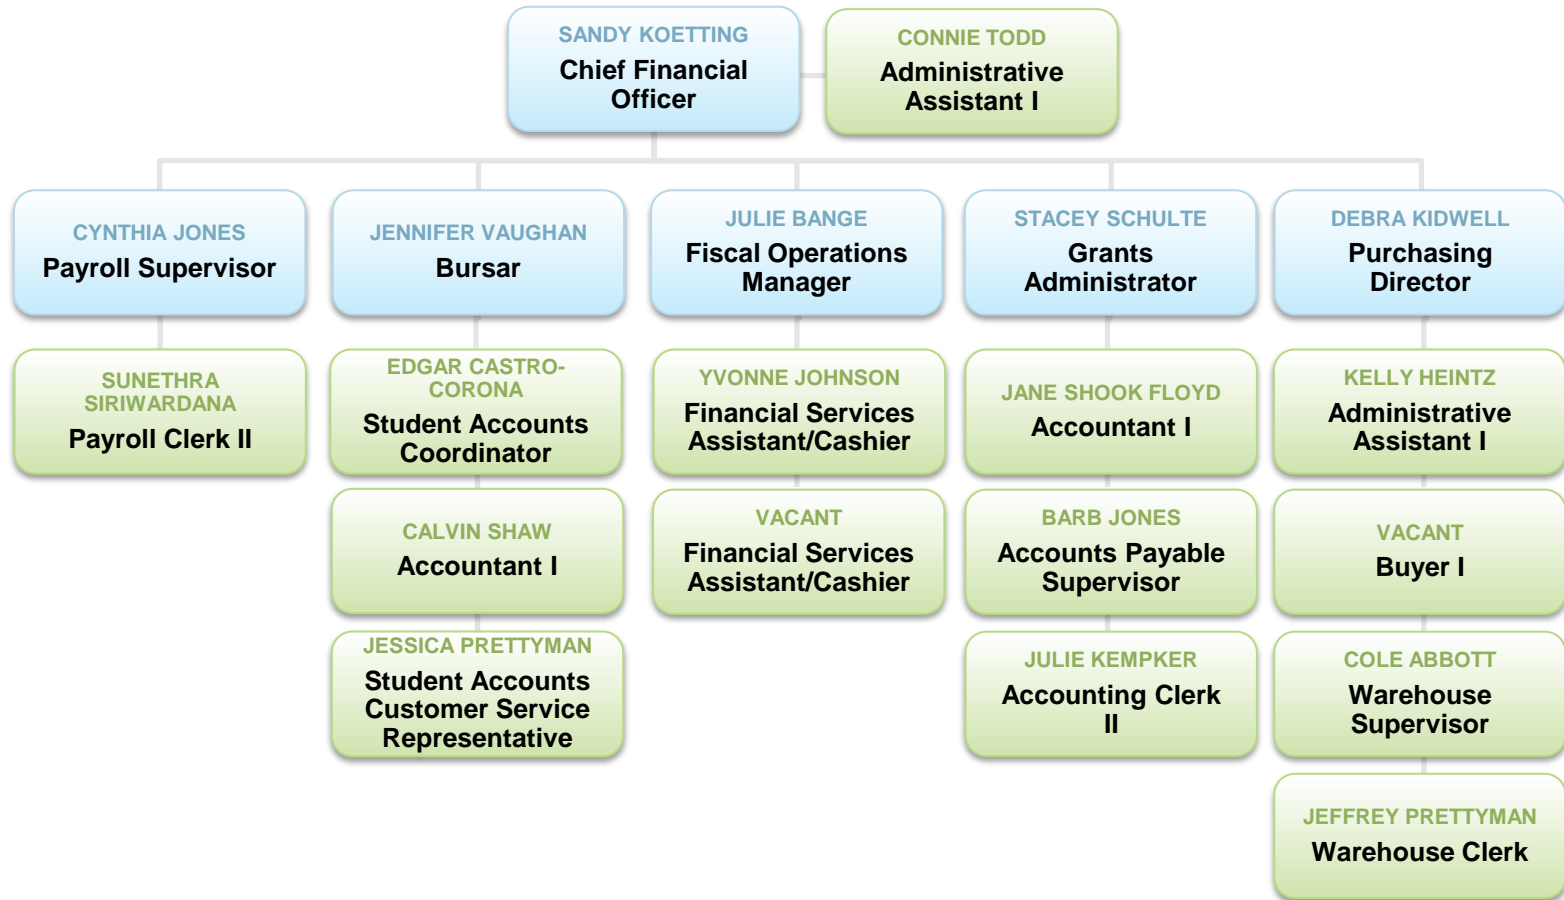 SANDY KOETTING
Chief Financial
Officer
CONNIE TODD
Administrative
Assistant I
CYNTHIA JONES
Payroll Supervisor
JENNIFER VAUGHAN
Bursar
JULIE BANGE
Fiscal Operations
Manager
STACEY SCHULTE
Grants
Administrator
DEBRA KIDWELL
Purchasing
Director
SUNETHRA
SIRIWARDANA
Payroll Clerk II
EDGAR CASTRO-
CORONA
Student Accounts
Coordinator
YVONNE JOHNSON
Financial Services
Assistant/Cashier
JANE SHOOK FLOYD
Accountant I
KELLY HEINTZ
Administrative
Assistant I
CALVIN SHAW
Accountant I
VACANT
Financial Services
Assistant/Cashier
BARB JONES
Accounts Payable
Supervisor
VACANT
Buyer I
JESSICA PRETTYMAN
Student Accounts
Customer Service
Representative
JULIE KEMPKER
Accounting Clerk
II
COLE ABBOTT
Warehouse
Supervisor
JEFFREY PRETTYMAN
Warehouse Clerk